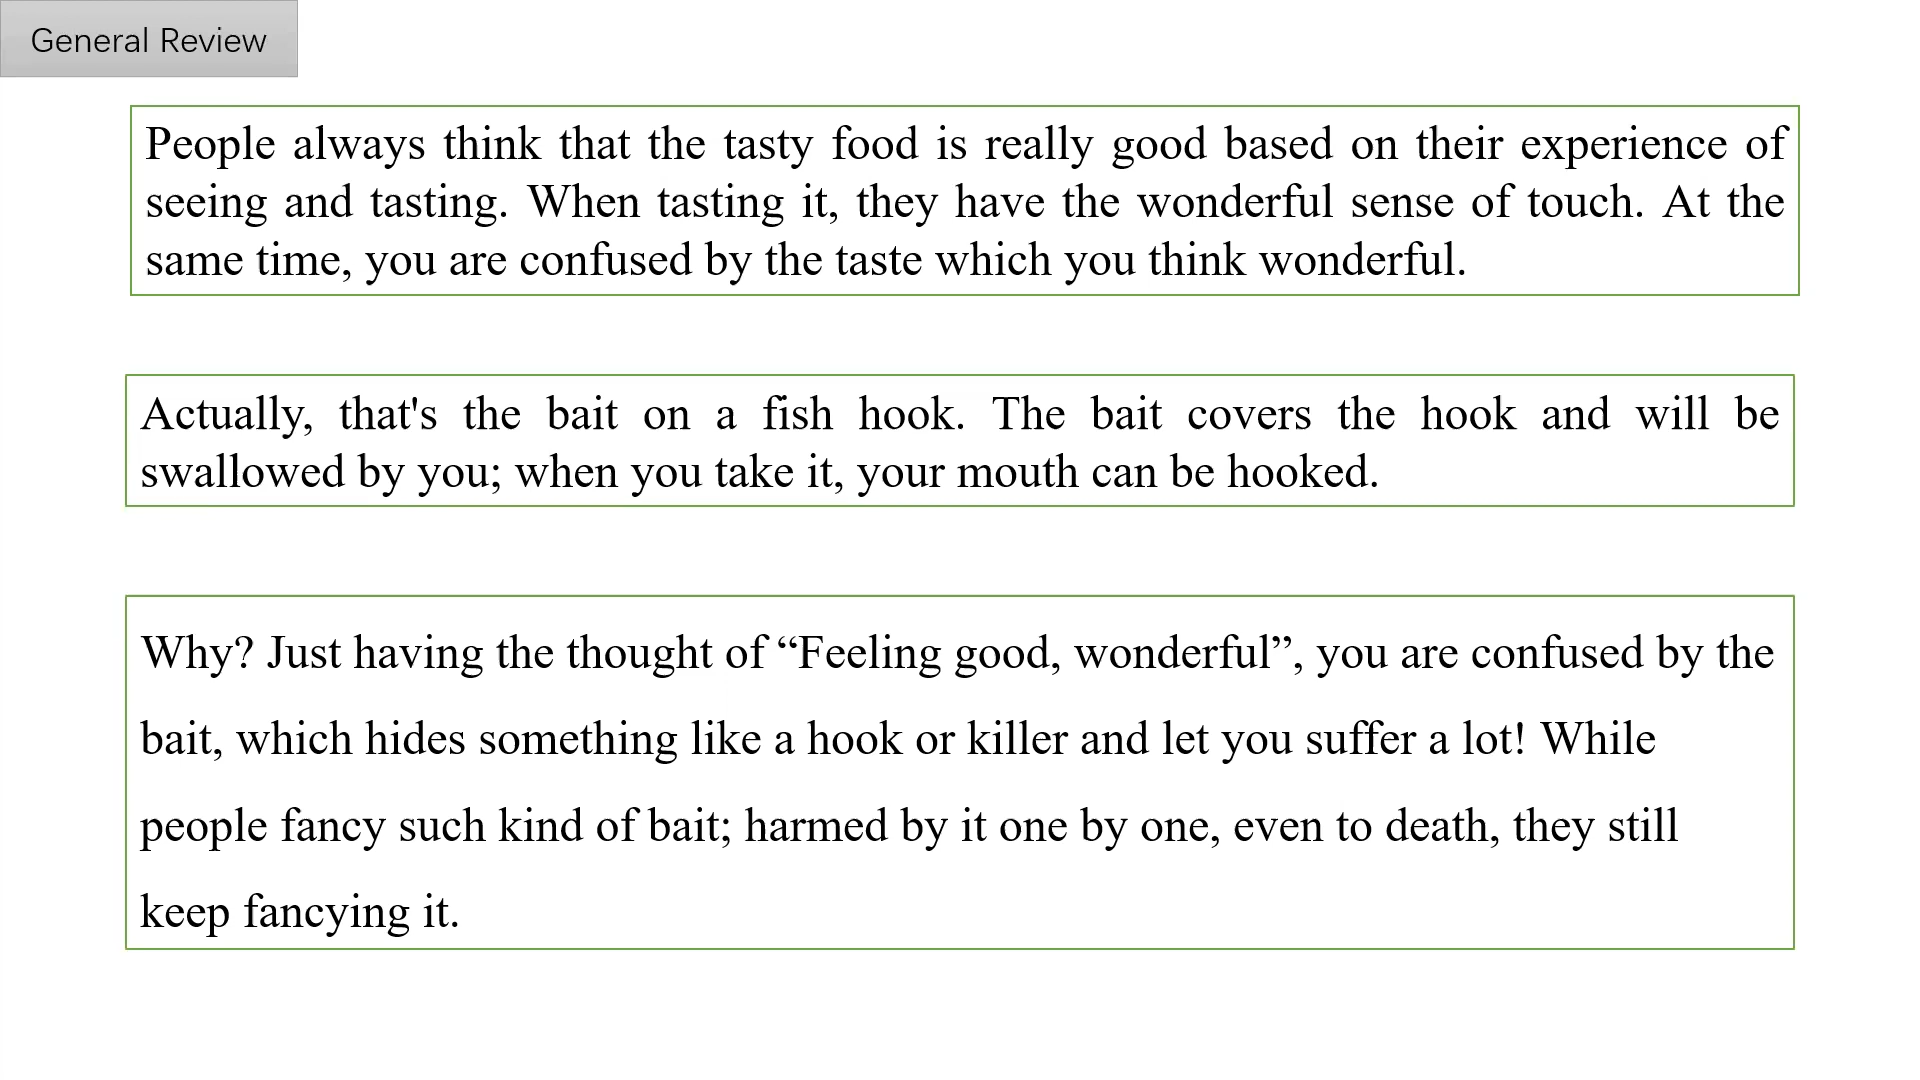 General Review
People always think that the tasty food is really good based on their experience of
seeing and tasting. When tasting it, they have the wonderful sense of touch. At the
same time, you are confused by the taste which you think wonderful.
Actually, that's the bait on a fish hook. The bait covers the hook and will be
swallowed by you; when you take it, your mouth can be hooked.
Why? Just having the thought of “Feeling good, wonderful”, you are confused by the
bait, which hides something like a hook or killer and let you suffer a lot! While
people fancy such kind of bait; harmed by it one by one, even to death, they still
keep fancying it.